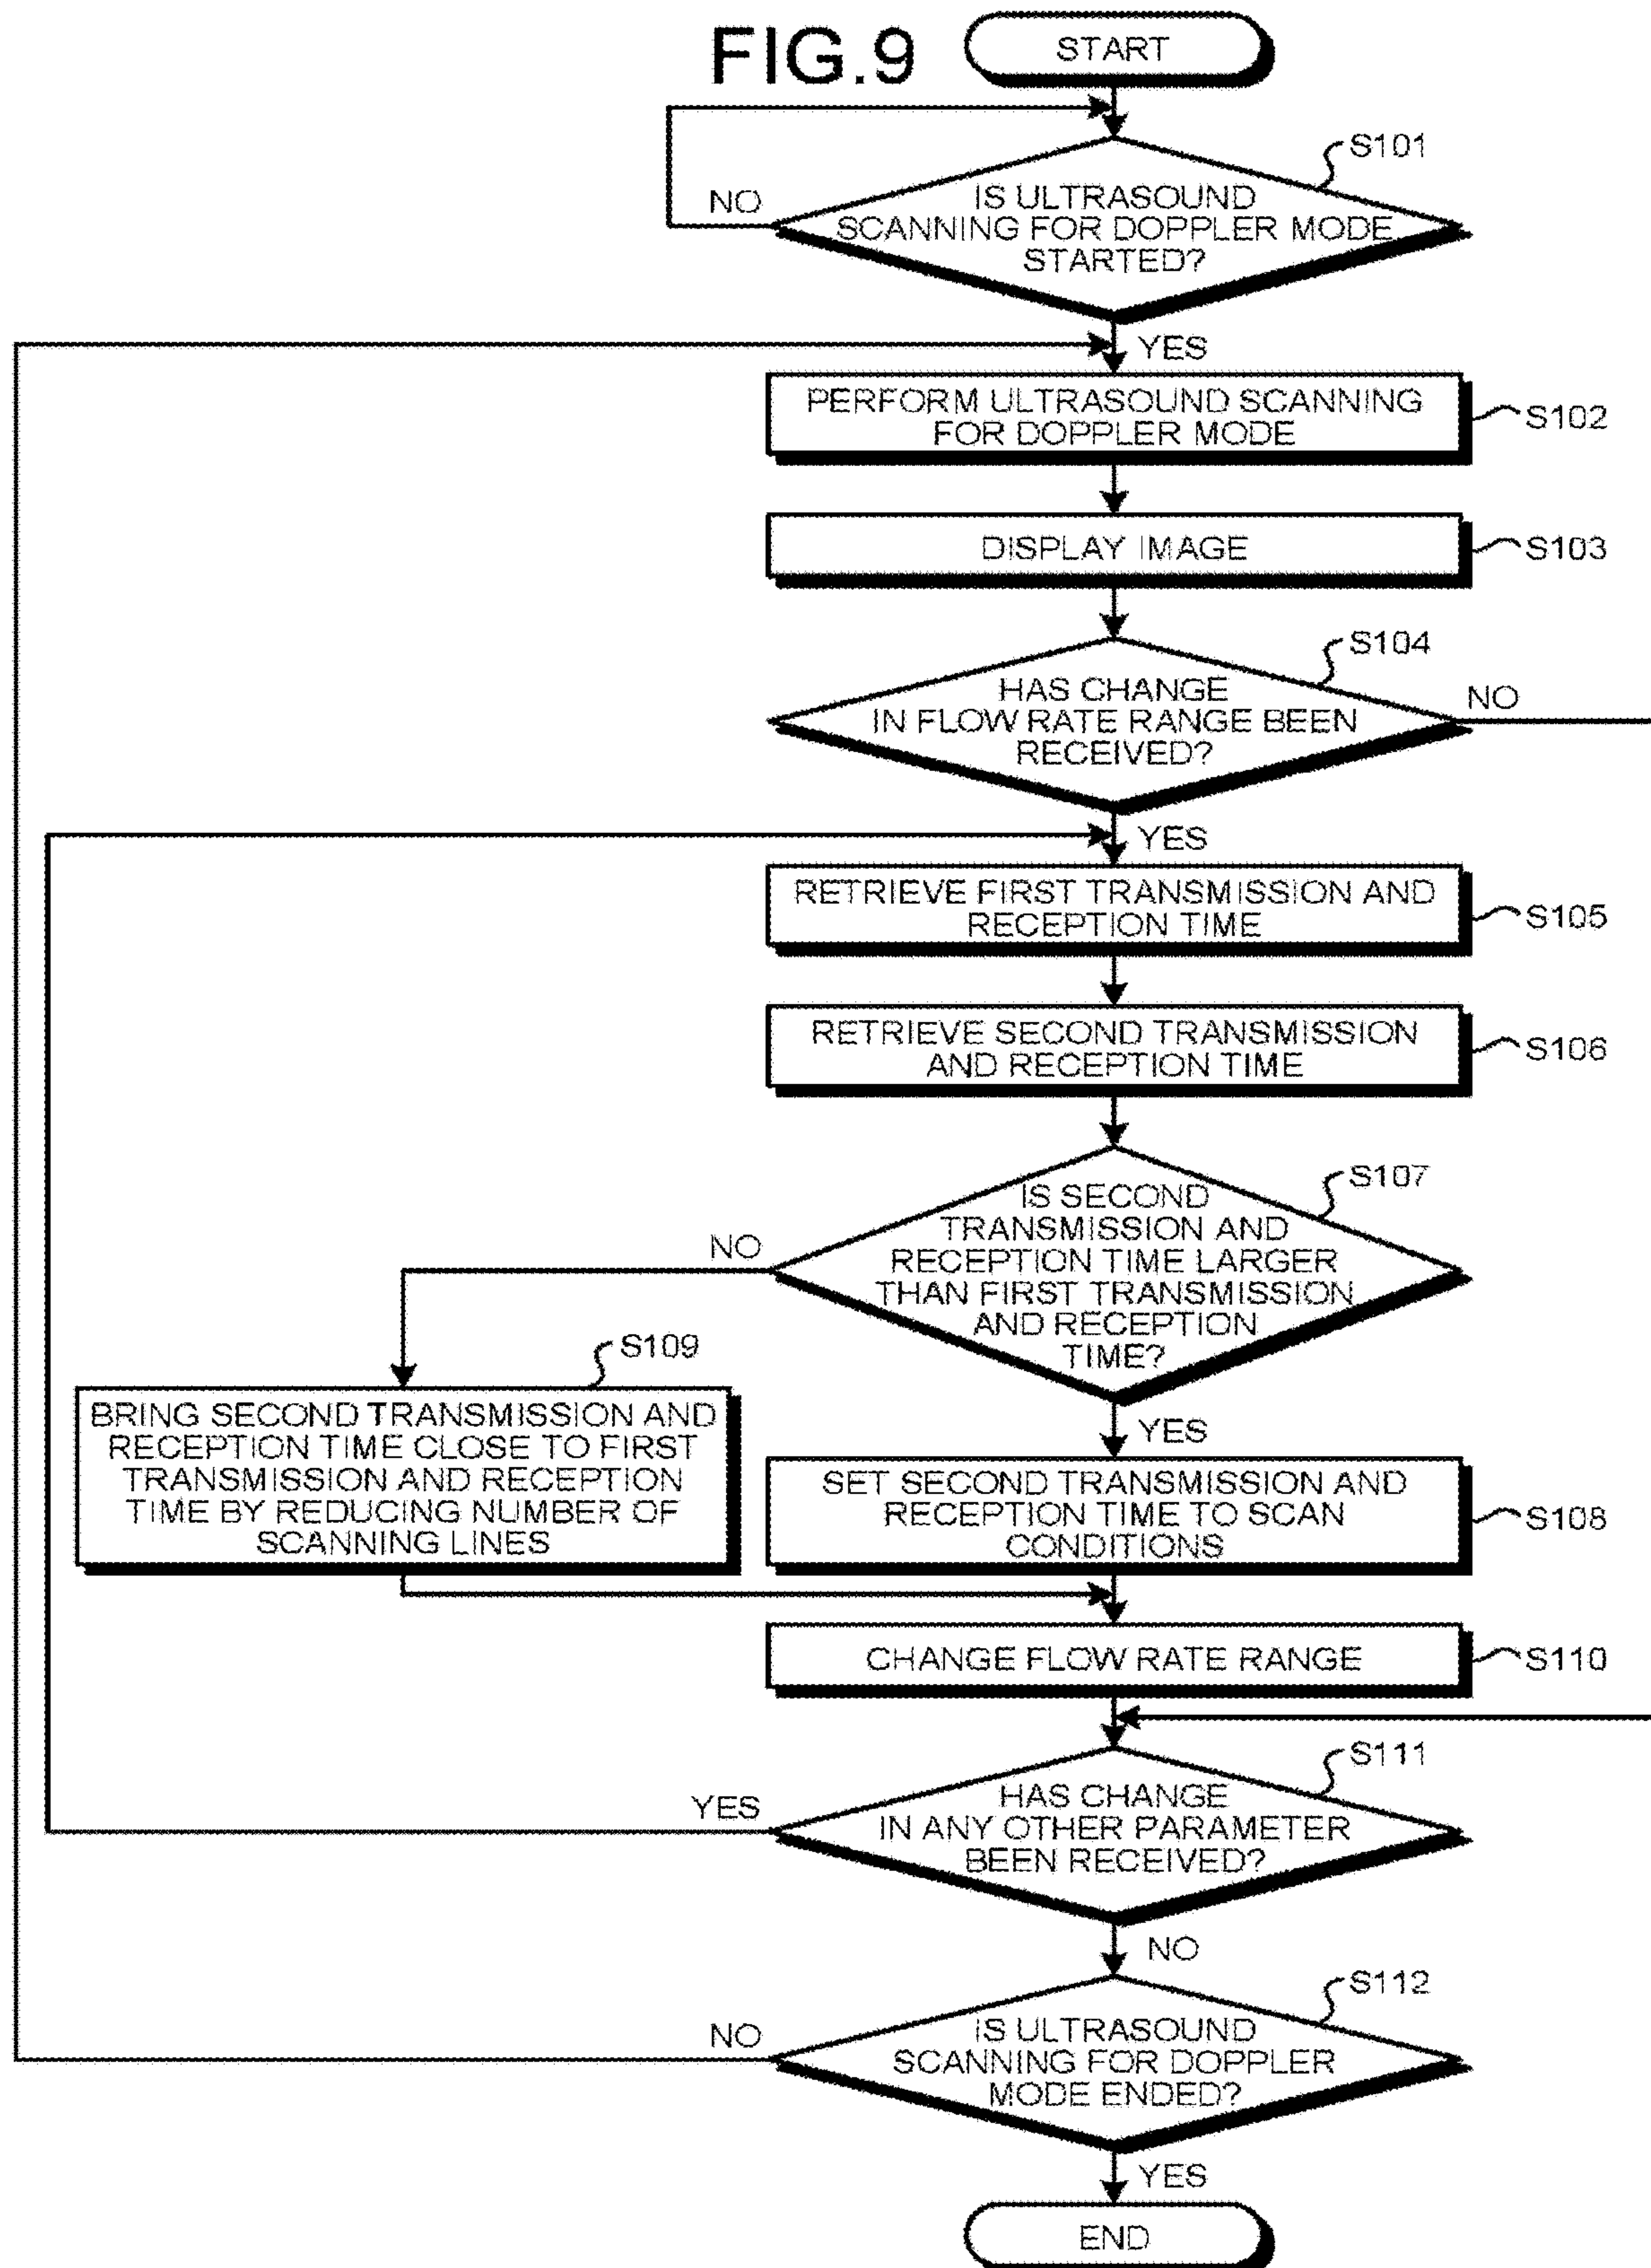 FIG.9
START
S101
NO
IS ULTRASOUND
SCANNING FOR DOPPLER MODE
STARTED?
YES
PERFORM ULTRASOUND SCANNING
FOR DOPPLER MODE
S102
DISPLAY IMAGE
S103
S104
HAS CHANGE
IN FLOW RATE RANGE BEEN
RECEIVED?
NO
YES
RETRIEVE FIRST TRANSMISSION AND
RECEPTION TIME
S105
RETRIEVE SECOND TRANSMISSION
AND RECEPTION TIME
S106
S107
NO
IS SECOND
TRANSMISSION AND
RECEPTION TIME LARGER
THAN FIRST TRANSMISSION
AND RECEPTION
TIME?
S109
BRING SECOND TRANSMISSION AND
RECEPTION TIME CLOSE TO FIRST
TRANSMISSION AND RECEPTION
TIME BY REDUCING NUMBER OF
SCANNING LINES
YES
SET SECOND TRANSMISSION AND
RECEPTION TIME TO SCAN
CONDITIONS
S108
CHANGE FLOW RATE RANGE
S110
S111
YES
HAS CHANGE
IN ANY OTHER PARAMETER
BEEN RECEIVED?
NO
S112
NO
IS ULTRASOUND
SCANNING FOR DOPPLER
MODE ENDED?
YES
END